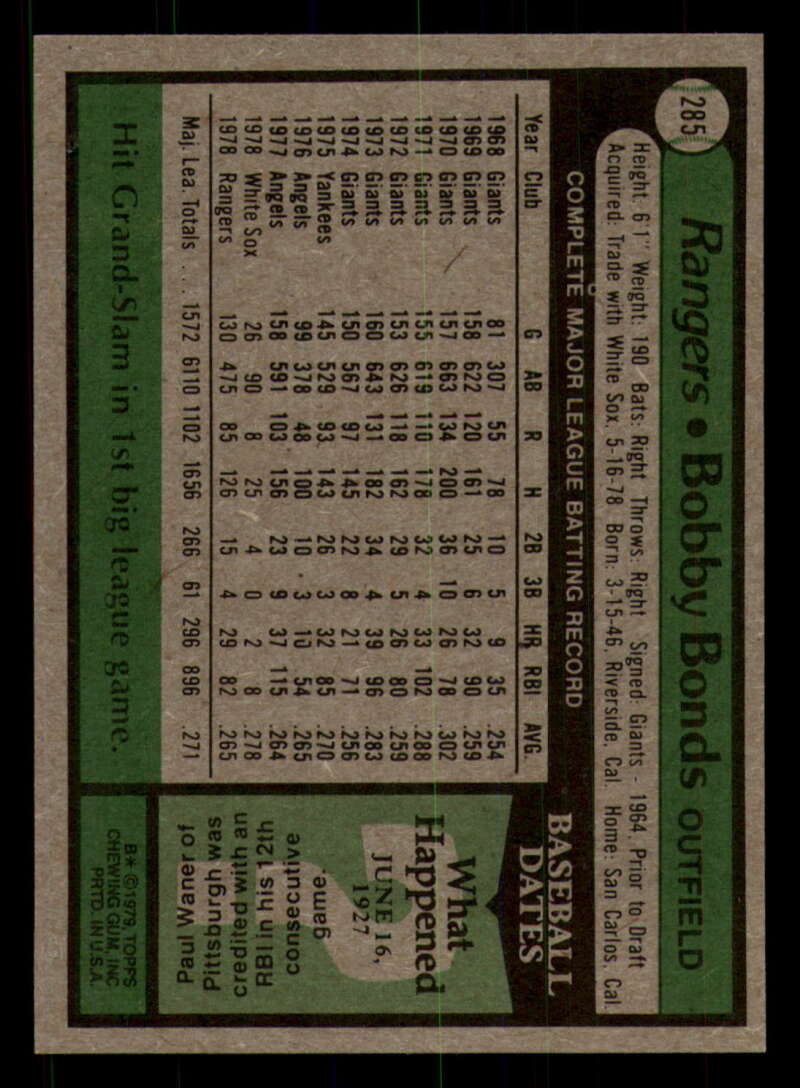 285
Rangers • Bobby Bonds OUTFIELD
Height: 6'1" Weight: 190 Bats: Right Throws: Right Signed: Giants - 1964, Prior to Draft
Acquired: Trade with White Sox, 5-16-78 Born: 3-15-46, Riverside, Cal. Home: San Carlos, Cal.
COMPLETE MAJOR LEAGUE BATTING RECORD
Year Club G AB R H 2B 3B HR RBI AVG.
1968 Giants 81 307 55 78 10 5 9 35 .254
1969 Giants 158 622 120 161 25 6 32 90 .259
1970 Giants 157 663 134 200 36 10 26 78 .302
1971 Giants 155 619 110 178 32 4 33 102 .288
1972 Giants 153 626 118 162 29 5 26 80 .259
1973 Giants 160 643 131 182 34 4 39 96 .283
1974 Giants 150 567 97 145 22 8 21 71 .256
1975 Yankees 145 529 93 143 26 3 32 85 .270
1976 Angels 99 378 48 100 10 3 10 54 .265
1977 Angels 158 591 103 156 23 9 37 115 .264
1978 White Sox 26 90 8 25 4 0 2 8 .278
1978 Rangers 130 475 85 126 15 4 29 82 .265
Maj. Lea. Totals .... 1572 6110 1102 1656 266 61 296 896 .271
Hit Grand-Slam in 1st big league game.
BASEBALL
DATES
What
Happened
JUNE 16,
1927
Paul Waner of
Pittsburgh was
credited with an
RBI in his 12th
consecutive
game.
B* ©1979 TOPPS
CHEWING GUM, INC.
PRTD. IN U.S.A.